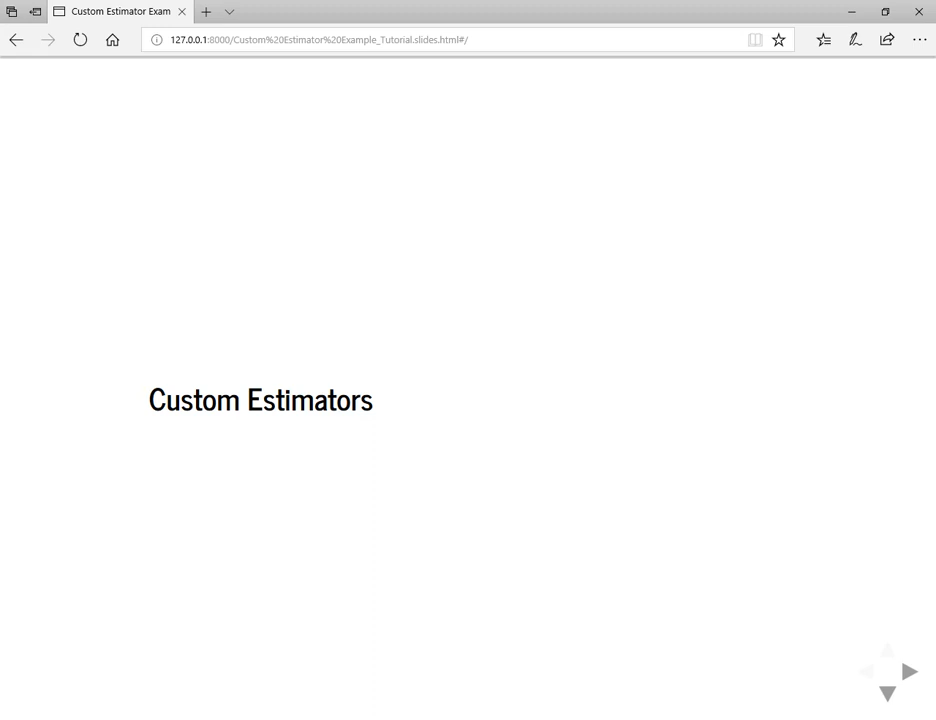 Custom Estimator Exam
127.0.0.1:8000/Custom%20Estimator%20Example_Tutorial.slides.html#/
Custom Estimators